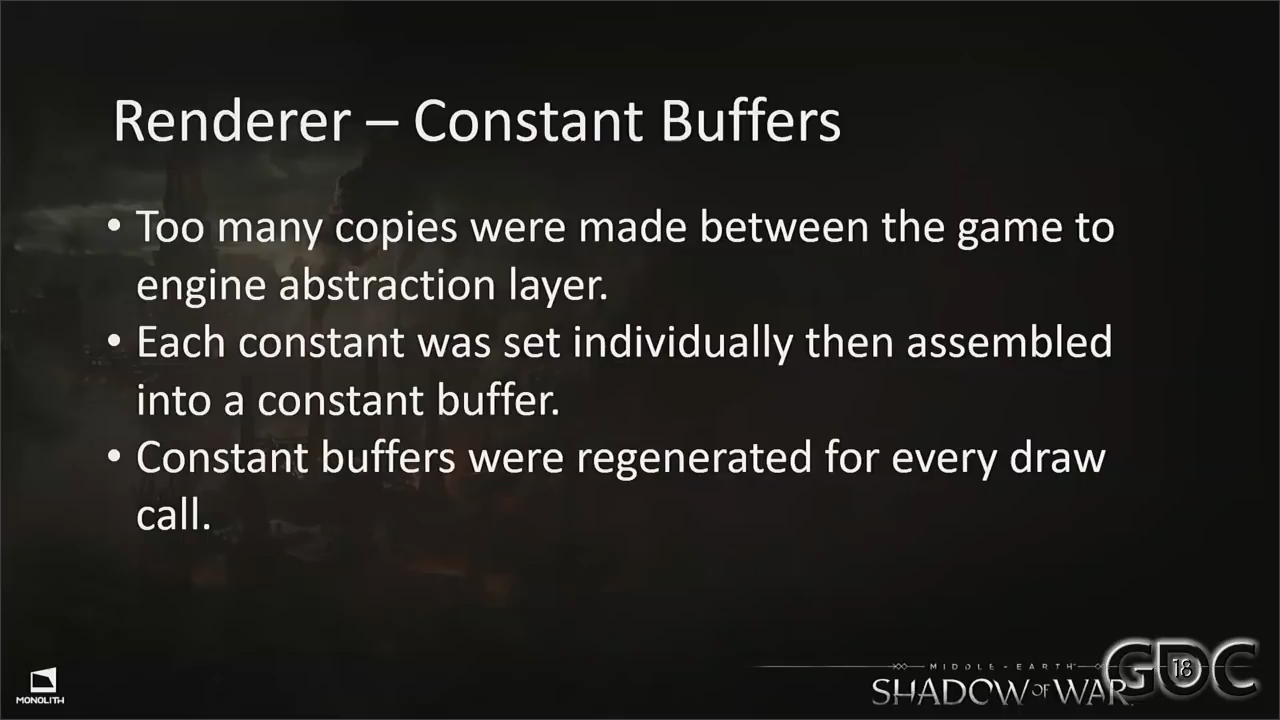 Renderer – Constant Buffers
• Too many copies were made between the game to
engine abstraction layer.
• Each constant was set individually then assembled
into a constant buffer.
• Constant buffers were regenerated for every draw
call.
MONOLITH
MIDDLE-EARTH
SHADOW OF WAR
GDC
18